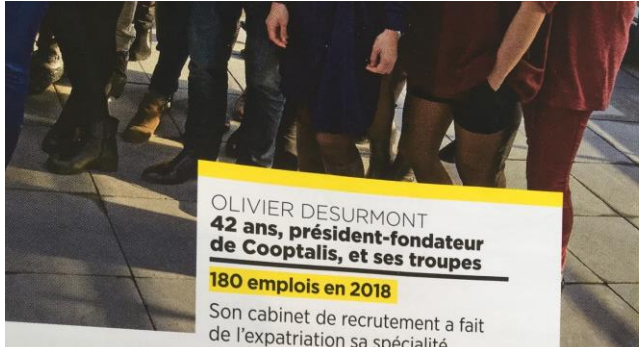 OLIVIER DESURMONT
42 ans, président-fondateur
de Cooptalis, et ses troupes
180 emplois en 2018
Son cabinet de recrutement a fait
de l'expatriation sa spécialité